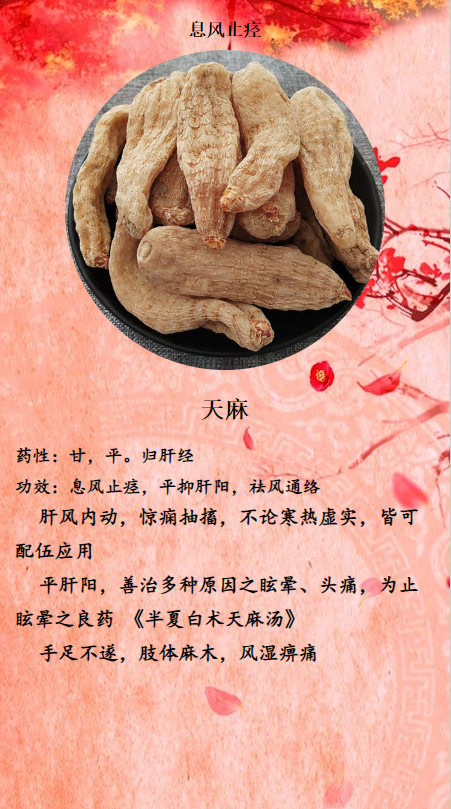 息风止痉
天麻
药性：甘，平。归肝经
功效：息风止痉，平抑肝阳，祛风通络
肝风内动，惊痫抽搐，不论寒热虚实，皆可
配伍应用
平肝阳，善治多种原因之眩晕、头痛，为止
眩晕之良药 《半夏白术天麻汤》
手足不遂，肢体麻木，风湿痹痛